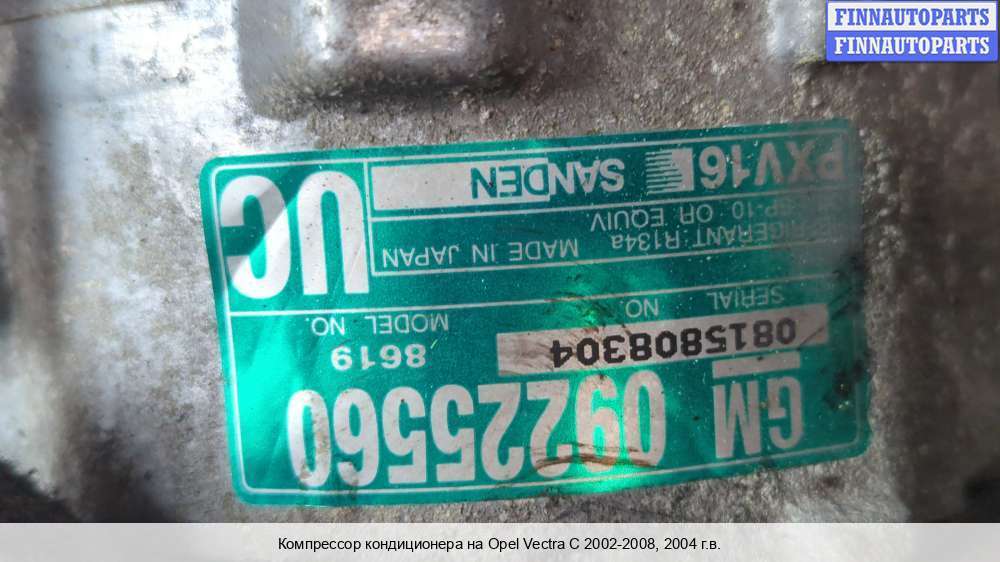 FINNAUTOPARTS
FINNAUTOPARTS
GM 09225560
SERIAL NO. 0815808304
MODEL NO. 8619
REFRIGERANT: R134a MADE IN JAPAN
SP-10 OR EQUIV.
PXV16 SANDEN
UC
Компрессор кондиционера на Opel Vectra C 2002-2008, 2004 г.в.